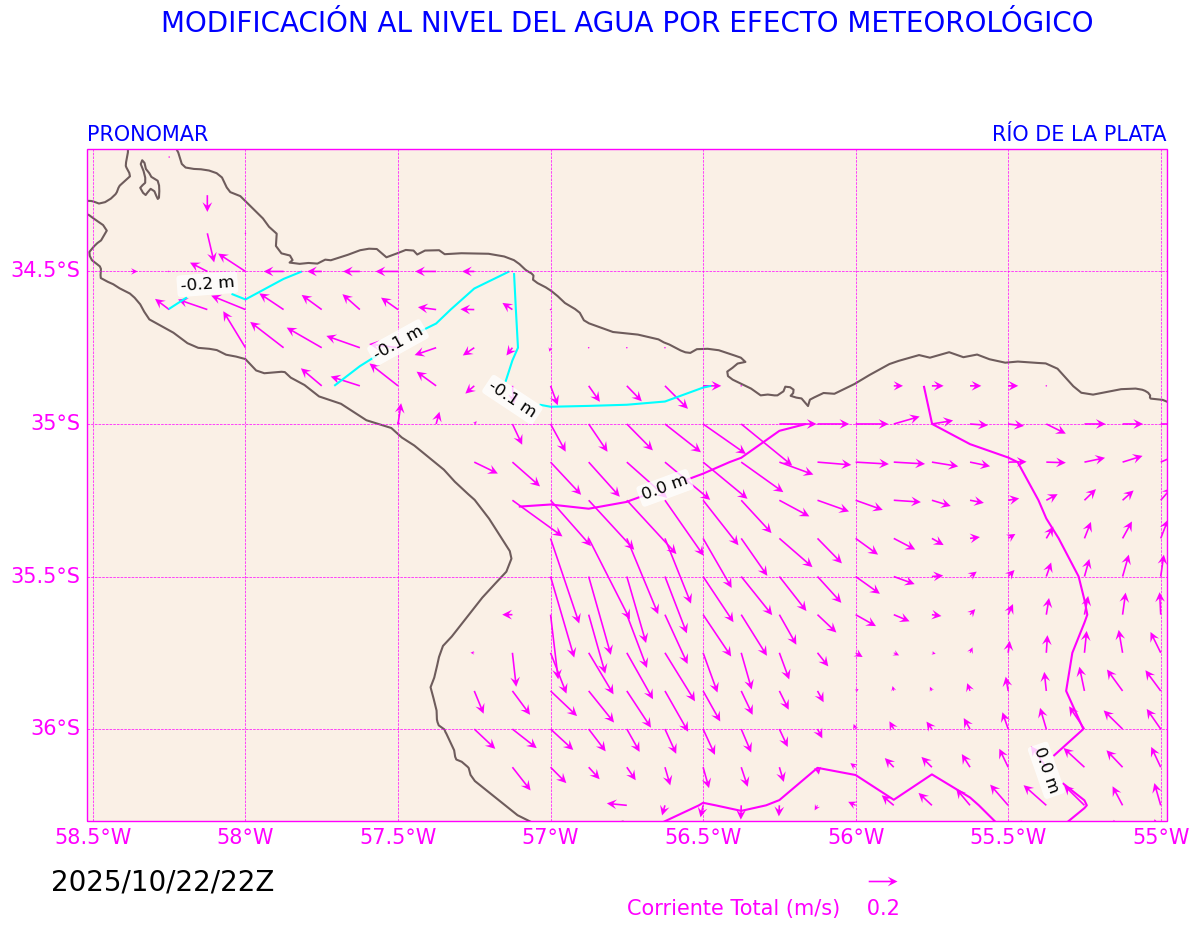 MODIFICACIÓN AL NIVEL DEL AGUA POR EFECTO METEOROLÓGICO
PRONOMAR RÍO DE LA PLATA
34.5°S
35°S
35.5°S
36°S
-0.2 m
-0.1 m
-0.1 m
0.0 m
0.0 m
58.5°W 58°W 57.5°W 57°W 56.5°W 56°W 55.5°W 55°W
2025/10/22/22Z
Corriente Total (m/s) 0.2